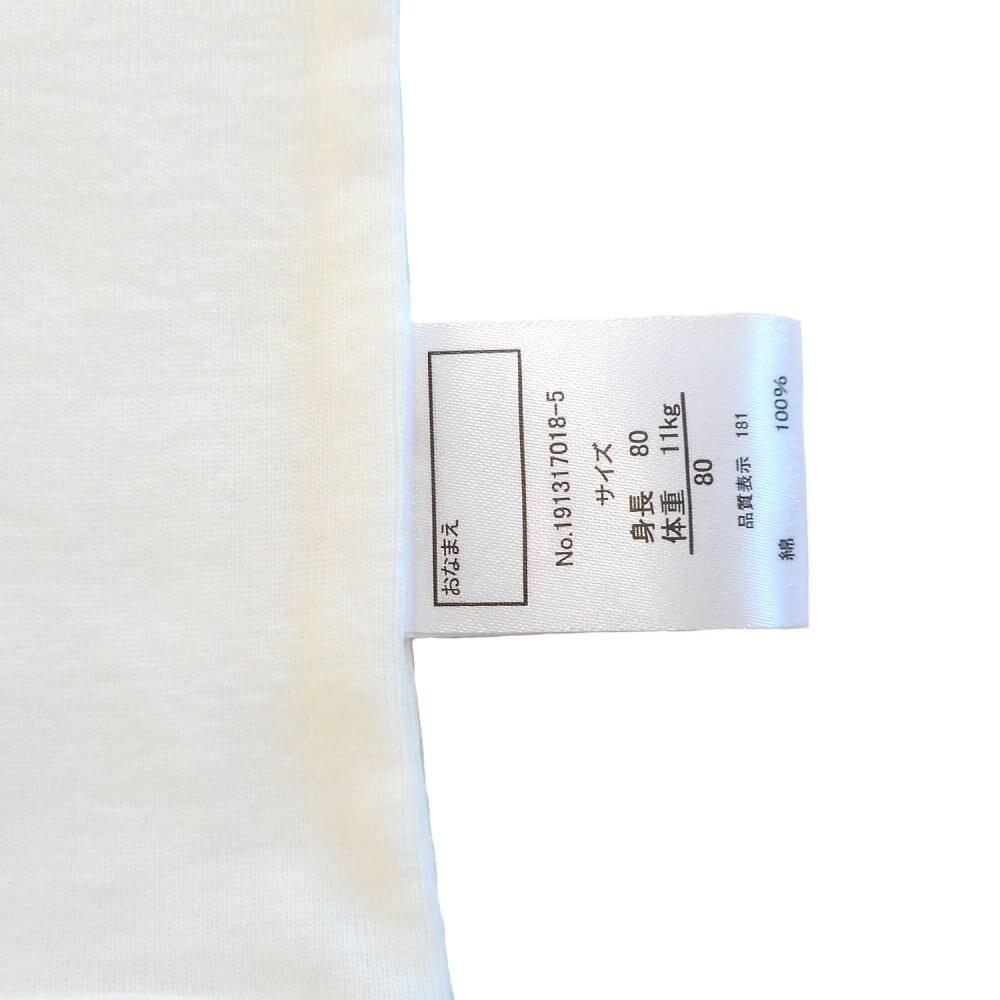 おなまえ
No.191317018-5
サイズ
身長 80
体重 11kg
80
品質表示 181
綿 100%